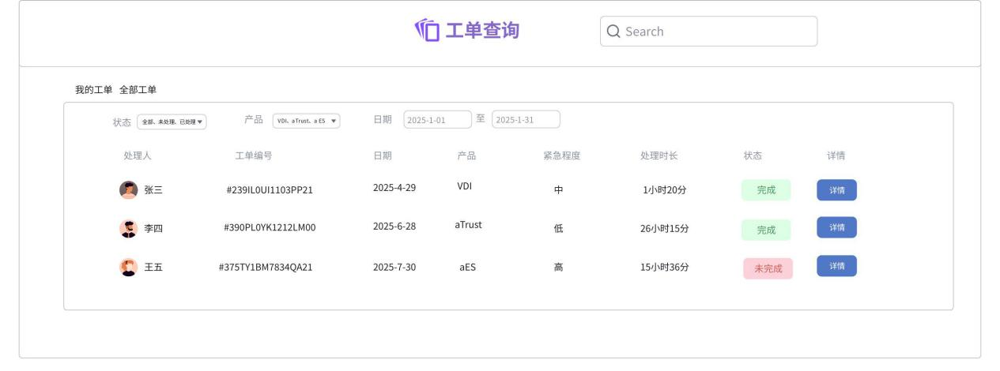 工单查询
Search
我的工单 全部工单
状态 全部、未处理、已处理 产品 VDI、aTrust、a ES 日期 2025-1-01 至 2025-1-31
处理人 工单编号 日期 产品 紧急程度 处理时长 状态 详情
张三 #239IL0UI1103PP21 2025-4-29 VDI 中 1小时20分 完成 详情
李四 #390PL0YK1212LM00 2025-6-28 aTrust 低 26小时15分 完成 详情
王五 #375TY1BM7834QA21 2025-7-30 aES 高 15小时36分 未完成 详情